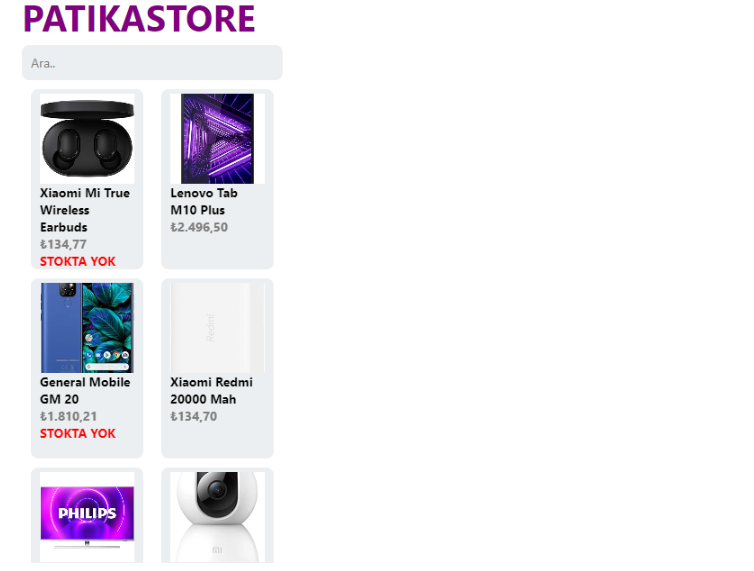 PATIKASTORE
Ara..
Xiaomi Mi True
Wireless
Earbuds
₺134,77
STOKTA YOK
Lenovo Tab
M10 Plus
₺2.496,50
General Mobile
GM 20
₺1.810,21
STOKTA YOK
Redmi
Xiaomi Redmi
20000 Mah
₺134,70
PHILIPS
mi